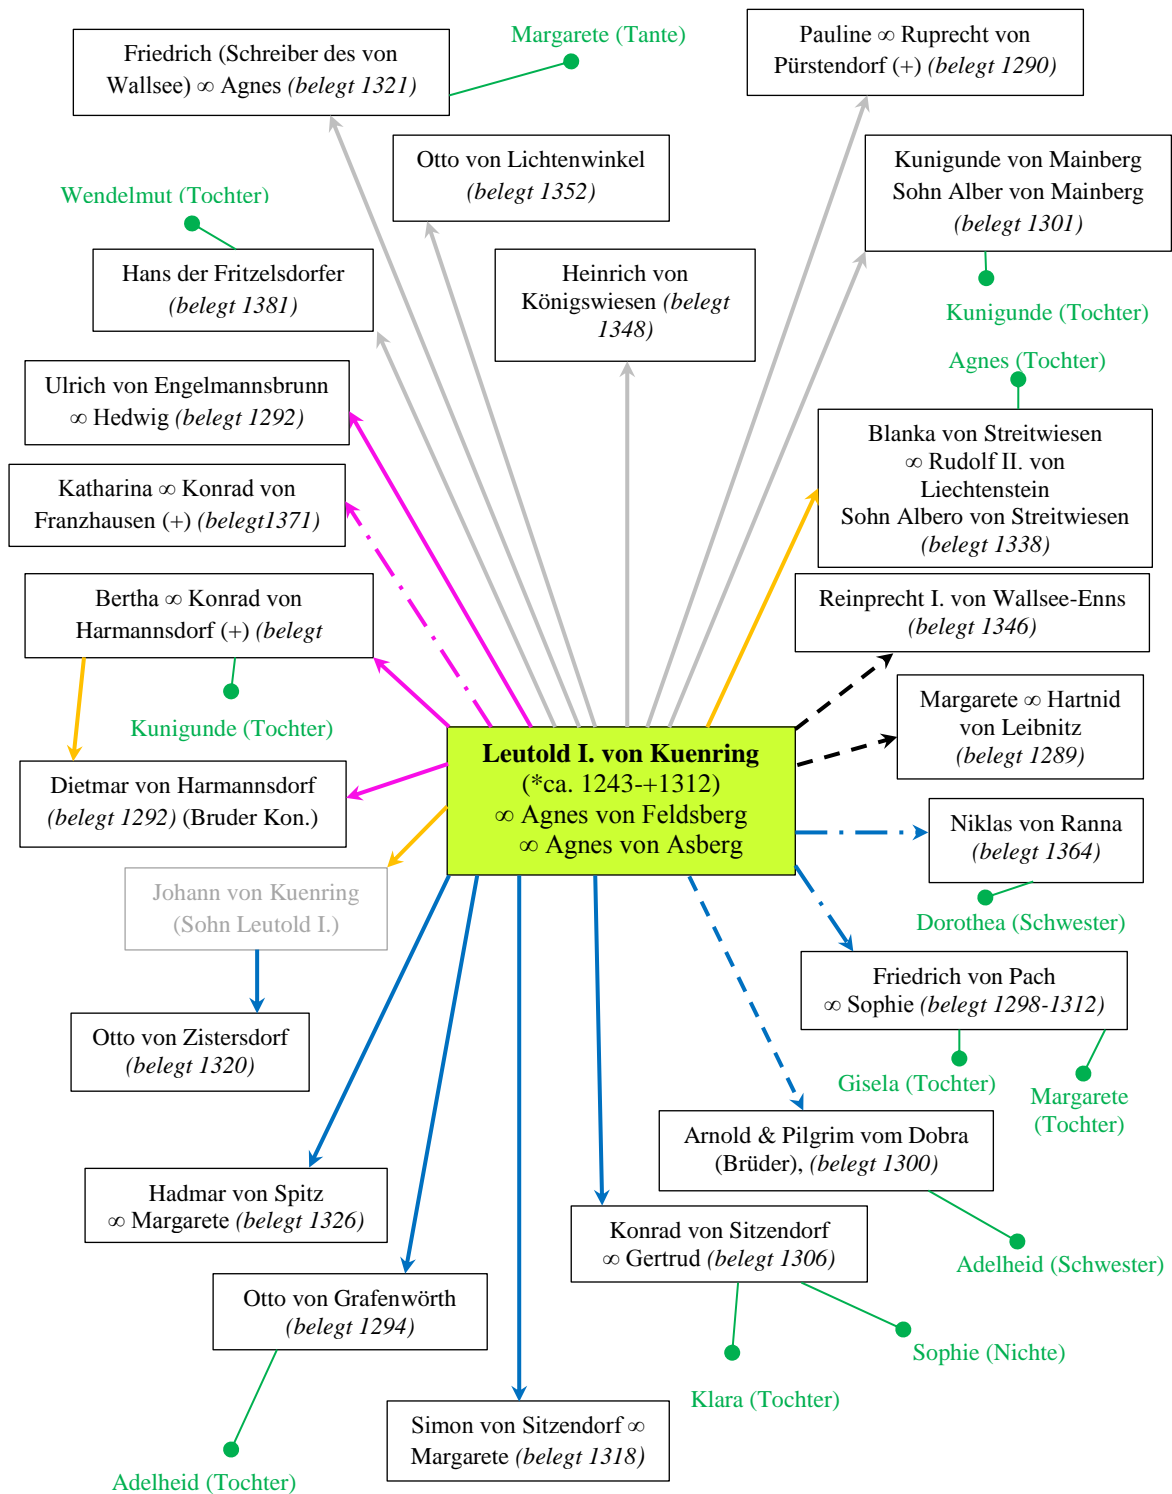 Friedrich (Schreiber des von
Wallsee) ∞ Agnes (belegt 1321)
Margarete (Tante)
Pauline ∞ Ruprecht von
Pürstendorf (+) (belegt 1290)
Otto von Lichtenwinkel
(belegt 1352)
Kunigunde von Mainberg
Sohn Alber von Mainberg
(belegt 1301)
Wendelmut (Tochter)
Hans der Fritzelsdorfer
(belegt 1381)
Heinrich von
Königswiesen (belegt
1348)
Kunigunde (Tochter)
Agnes (Tochter)
Ulrich von Engelmannsbrunn
∞ Hedwig (belegt 1292)
Blanka von Streitwiesen
∞ Rudolf II. von
Liechtenstein
Sohn Albero von Streitwiesen
(belegt 1338)
Katharina ∞ Konrad von
Franzhausen (+) (belegt1371)
Bertha ∞ Konrad von
Harmannsdorf (+) (belegt
Reinprecht I. von Wallsee-Enns
(belegt 1346)
Kunigunde (Tochter)
Margarete ∞ Hartnid
von Leibnitz
(belegt 1289)
Leutold I. von Kuenring
(*ca. 1243-+1312)
∞ Agnes von Feldsberg
∞ Agnes von Asberg
Dietmar von Harmannsdorf
(belegt 1292) (Bruder Kon.)
Niklas von Ranna
(belegt 1364)
Johann von Kuenring
(Sohn Leutold I.)
Dorothea (Schwester)
Friedrich von Pach
∞ Sophie (belegt 1298-1312)
Otto von Zistersdorf
(belegt 1320)
Gisela (Tochter)
Margarete
(Tochter)
Arnold & Pilgrim vom Dobra
(Brüder), (belegt 1300)
Hadmar von Spitz
∞ Margarete (belegt 1326)
Konrad von Sitzendorf
∞ Gertrud (belegt 1306)
Adelheid (Schwester)
Otto von Grafenwörth
(belegt 1294)
Sophie (Nichte)
Klara (Tochter)
Simon von Sitzendorf ∞
Margarete (belegt 1318)
Adelheid (Tochter)